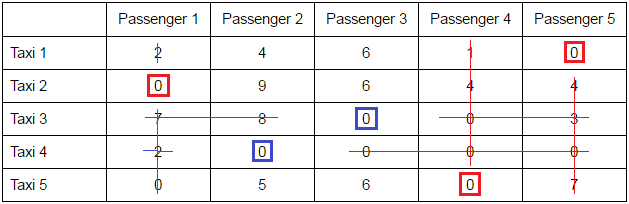 Passenger 1 Passenger 2 Passenger 3 Passenger 4 Passenger 5
Taxi 1 2 4 6 1 0
Taxi 2 0 9 6 4 4
Taxi 3 7 8 0 0 3
Taxi 4 2 0 0 0 0
Taxi 5 0 5 6 0 7